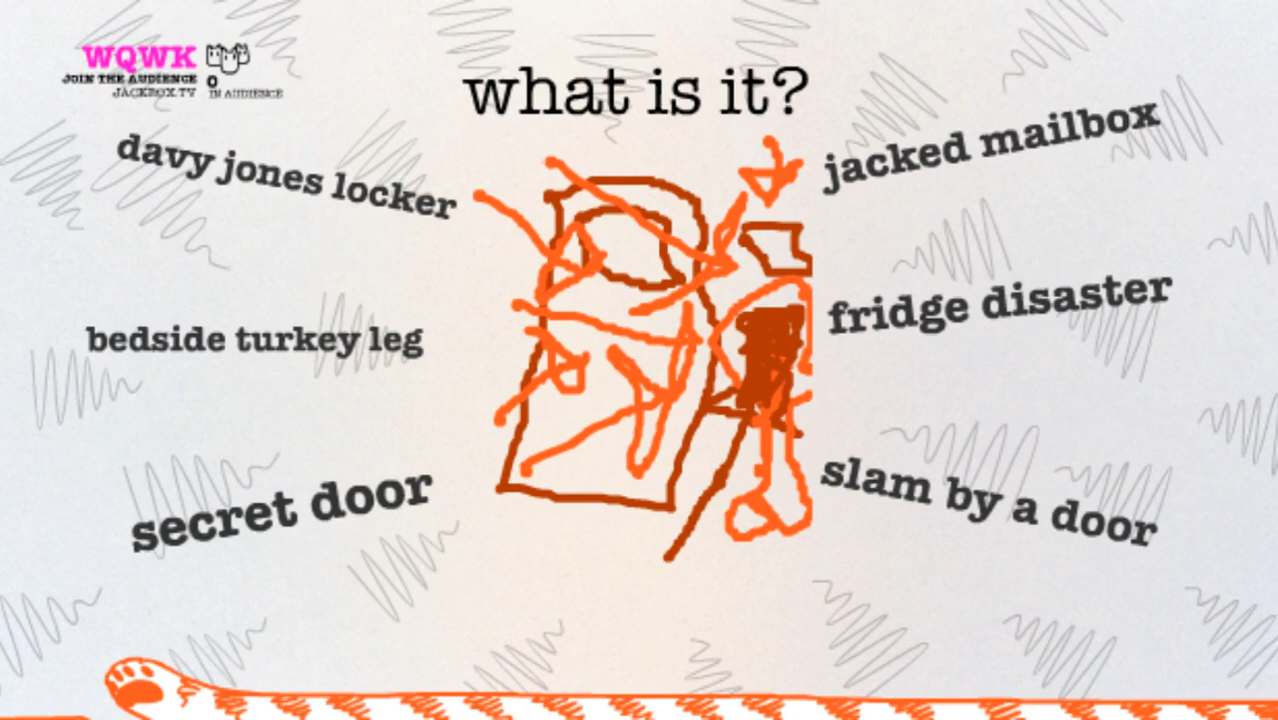 WQWK
JOIN THE AUDIENCE
JACKBOX.TV
0
IN AUDIENCE
what is it?
davy jones locker
jacked mailbox
bedside turkey leg
fridge disaster
secret door
slam by a door